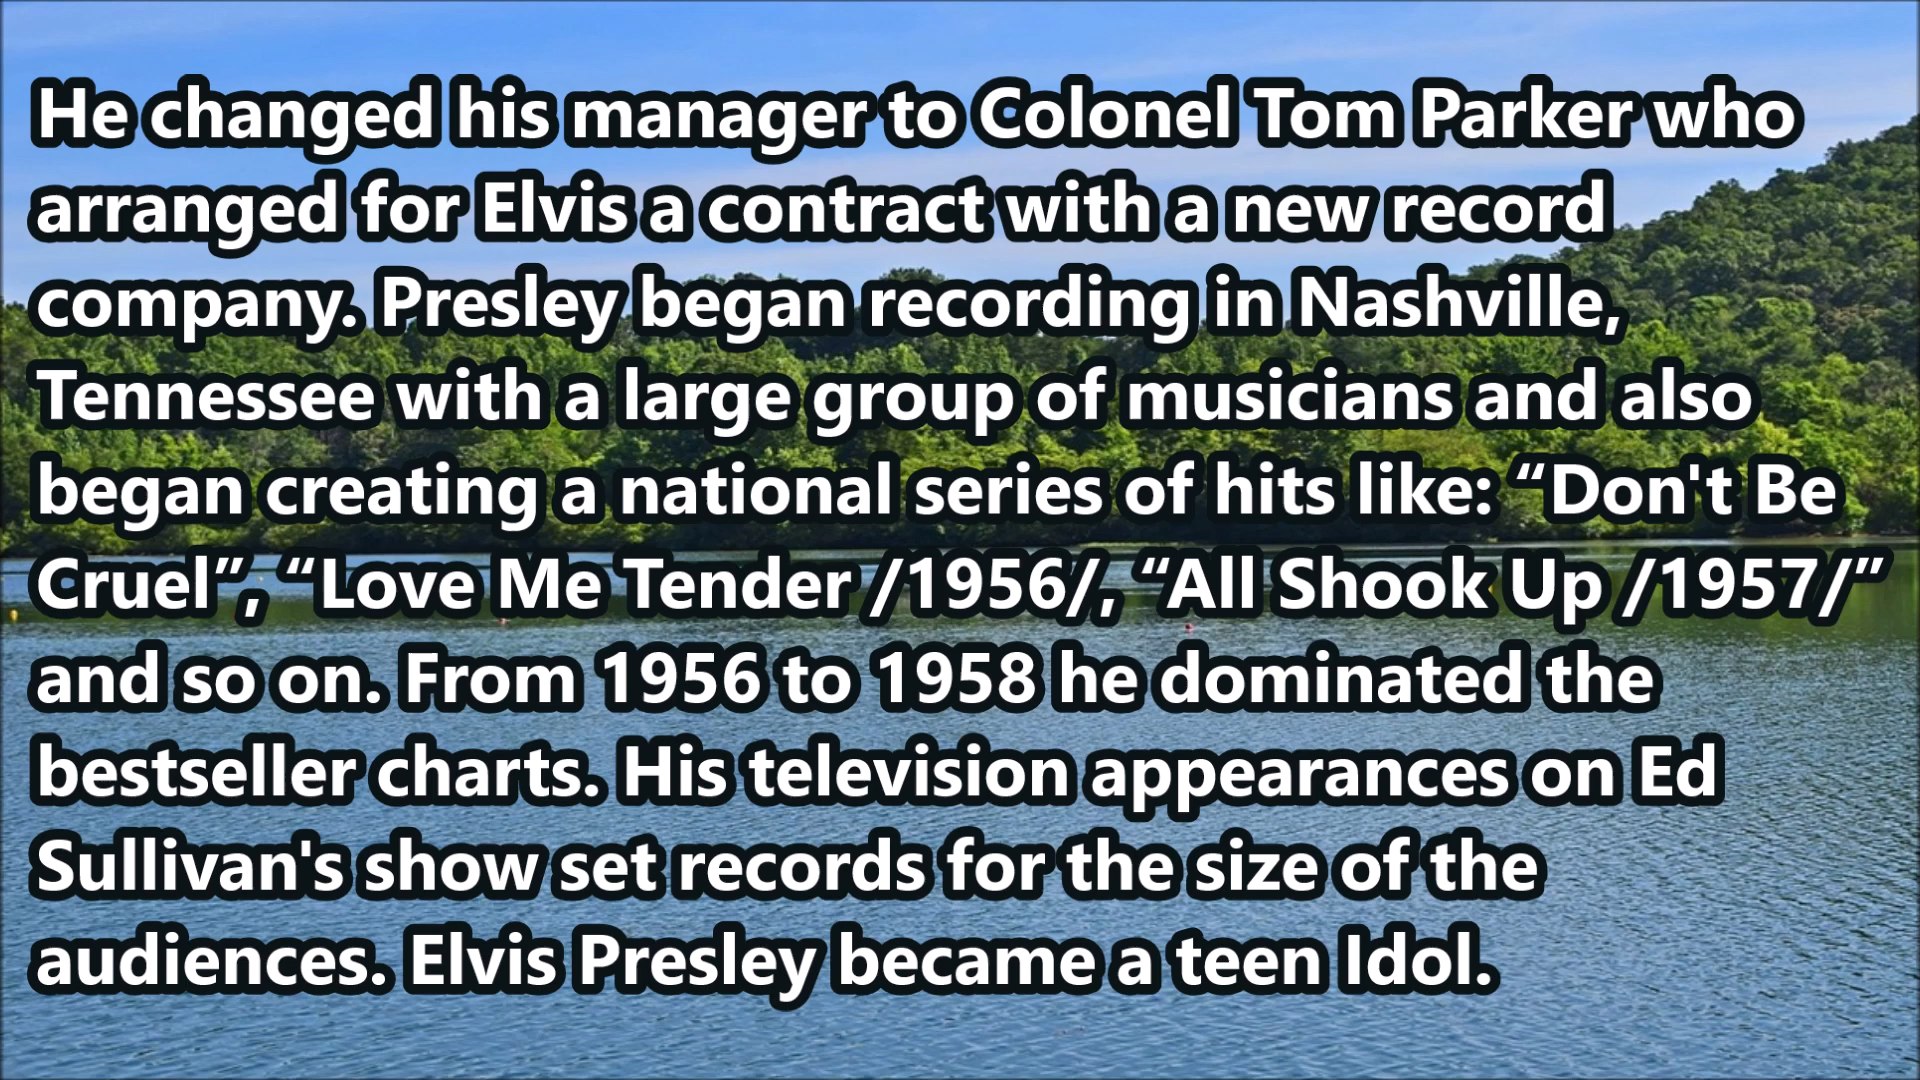 He changed his manager to Colonel Tom Parker who
arranged for Elvis a contract with a new record
company. Presley began recording in Nashville,
Tennessee with a large group of musicians and also
began creating a national series of hits like: “Don't Be
Cruel”, “Love Me Tender /1956/, “All Shook Up /1957/”
and so on. From 1956 to 1958 he dominated the
bestseller charts. His television appearances on Ed
Sullivan's show set records for the size of the
audiences. Elvis Presley became a teen Idol.